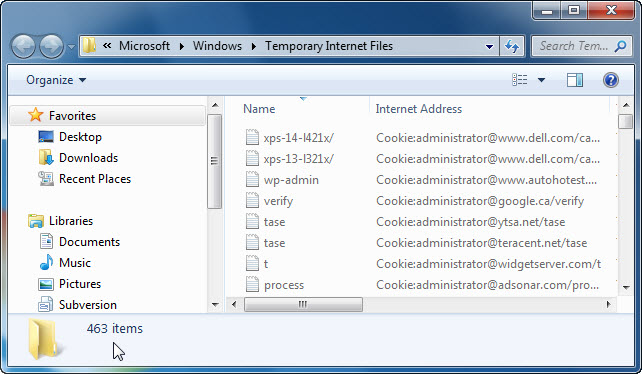 « Microsoft ▸ Windows ▸ Temporary Internet Files
Search Tem...
Organize
Favorites
Desktop
Downloads
Recent Places
Libraries
Documents
Music
Pictures
Subversion
Name Internet Address
xps-14-l421x/ Cookie:administrator@www.dell.com/ca...
xps-13-l321x/ Cookie:administrator@www.dell.com/ca...
wp-admin Cookie:administrator@www.autohotest....
verify Cookie:administrator@google.ca/verify
tase Cookie:administrator@ytsa.net/tase
tase Cookie:administrator@teracent.net/tase
t Cookie:administrator@widgetserver.com/t
process Cookie:administrator@adsonar.com/pro...
463 items